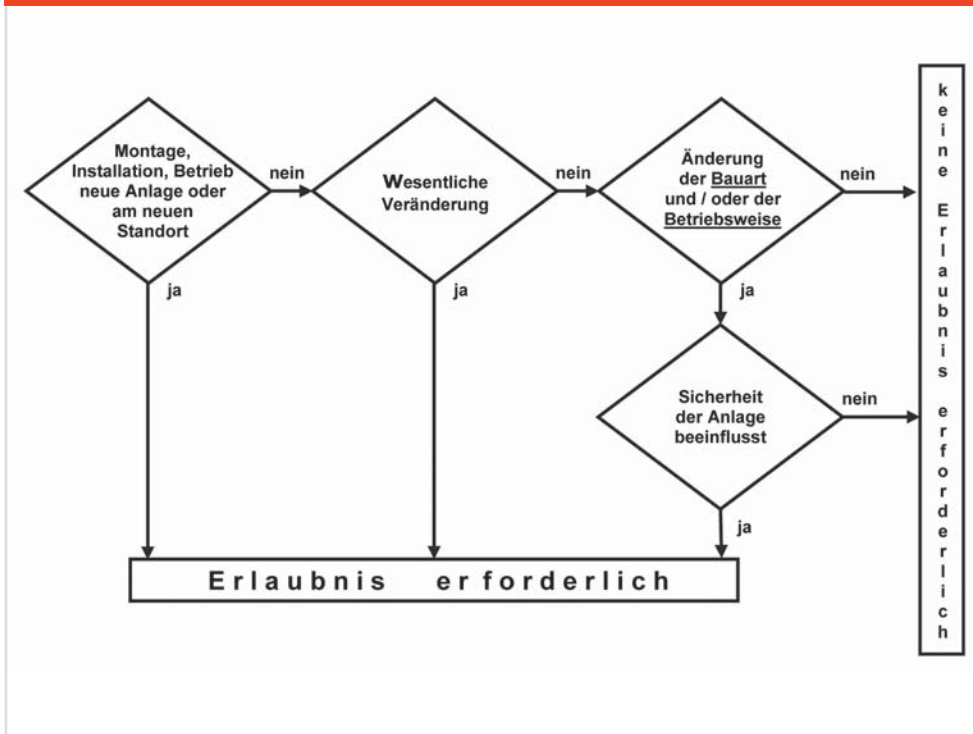 Montage,
Installation, Betrieb
neue Anlage oder
am neuen
Standort
nein
ja
Wesentliche
Veränderung
nein
ja
Änderung
der Bauart
und / oder der
Betriebsweise
nein
ja
Sicherheit
der Anlage
beeinflusst
nein
ja
Erlaubnis erforderlich
keine Erlaubnis erforderlich